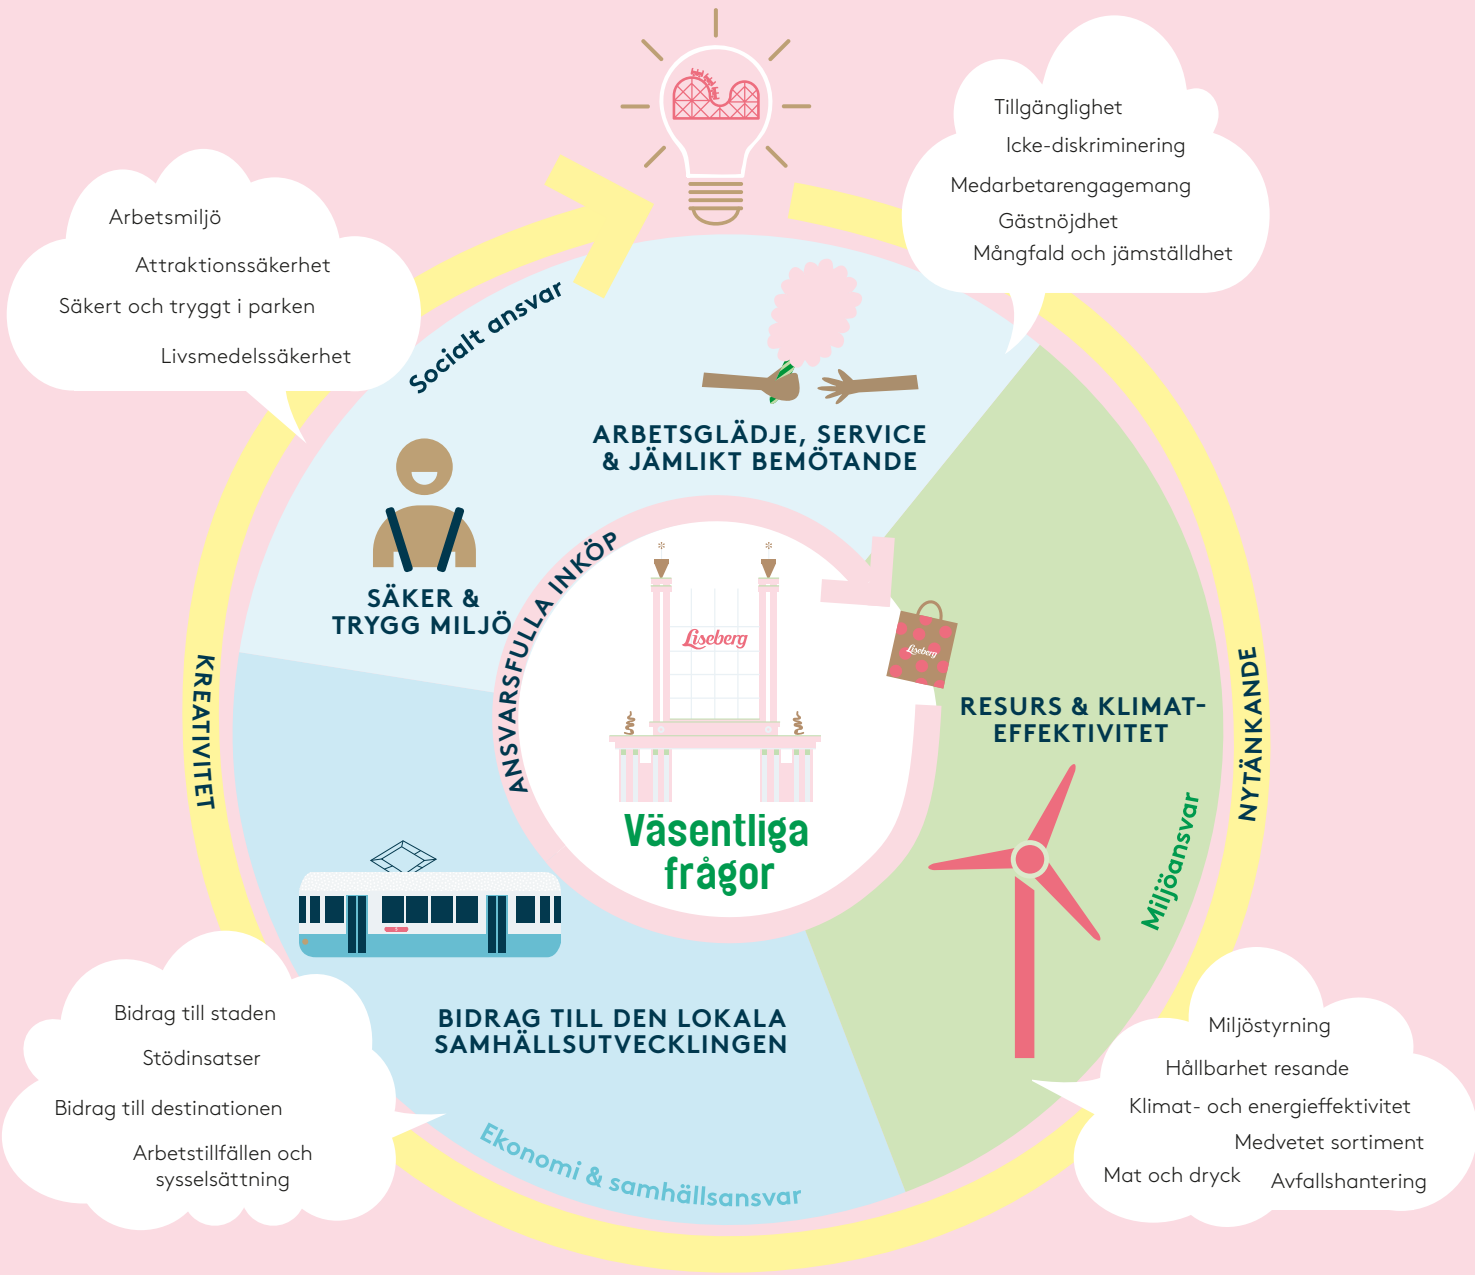 Tillgänglighet
Icke-diskriminering
Medarbetarengagemang
Gästnöjdhet
Mångfald och jämställdhet
Arbetsmiljö
Attraktionssäkerhet
Säkert och tryggt i parken
Livsmedelssäkerhet
Socialt ansvar
ARBETSGLÄDJE, SERVICE
& JÄMLIKT BEMÖTANDE
SÄKER &
TRYGG MILJÖ
ANSVARSFULLA INKÖP
Liseberg
Liseberg
KREATIVITET
NYTÄNKANDE
RESURS & KLIMAT-
EFFEKTIVITET
Miljöansvar
Väsentliga
frågor
BIDRAG TILL DEN LOKALA
SAMHÄLLSUTVECKLINGEN
Ekonomi & samhällsansvar
Bidrag till staden
Stödinsatser
Bidrag till destinationen
Arbetstillfällen och
sysselsättning
Miljöstyrning
Hållbarhet resande
Klimat- och energieffektivitet
Medvetet sortiment
Mat och dryck
Avfallshantering